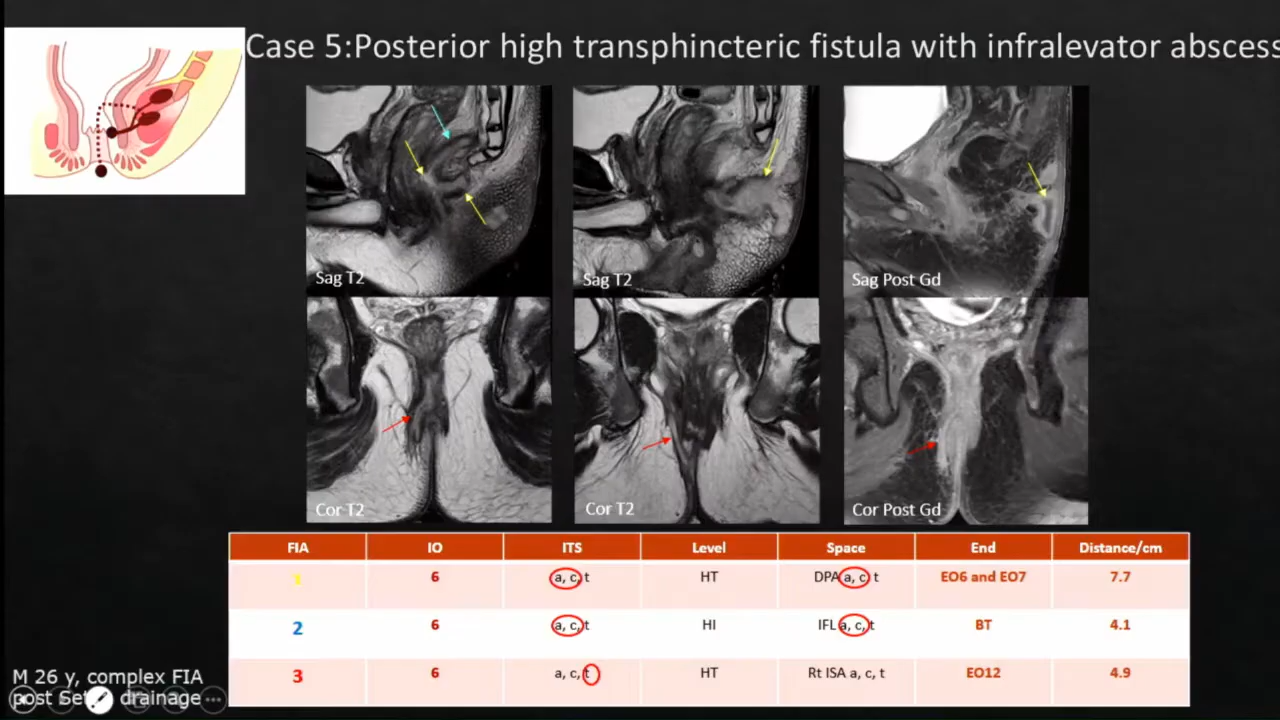 Case 5:Posterior high transphincteric fistula with infralevator abscess
Sag T2
Sag T2
Sag Post Gd
Cor T2
Cor T2
Cor Post Gd
FIA IO ITS Level Space End Distance/cm
1 6 a, c, t HT DPA a, c, t EO6 and EO7 7.7
2 6 a, c, t HI IFL a, c, t BT 4.1
3 6 a, c, t HT Rt ISA a, c, t EO12 4.9
M 26 y, complex FIA
post drainage